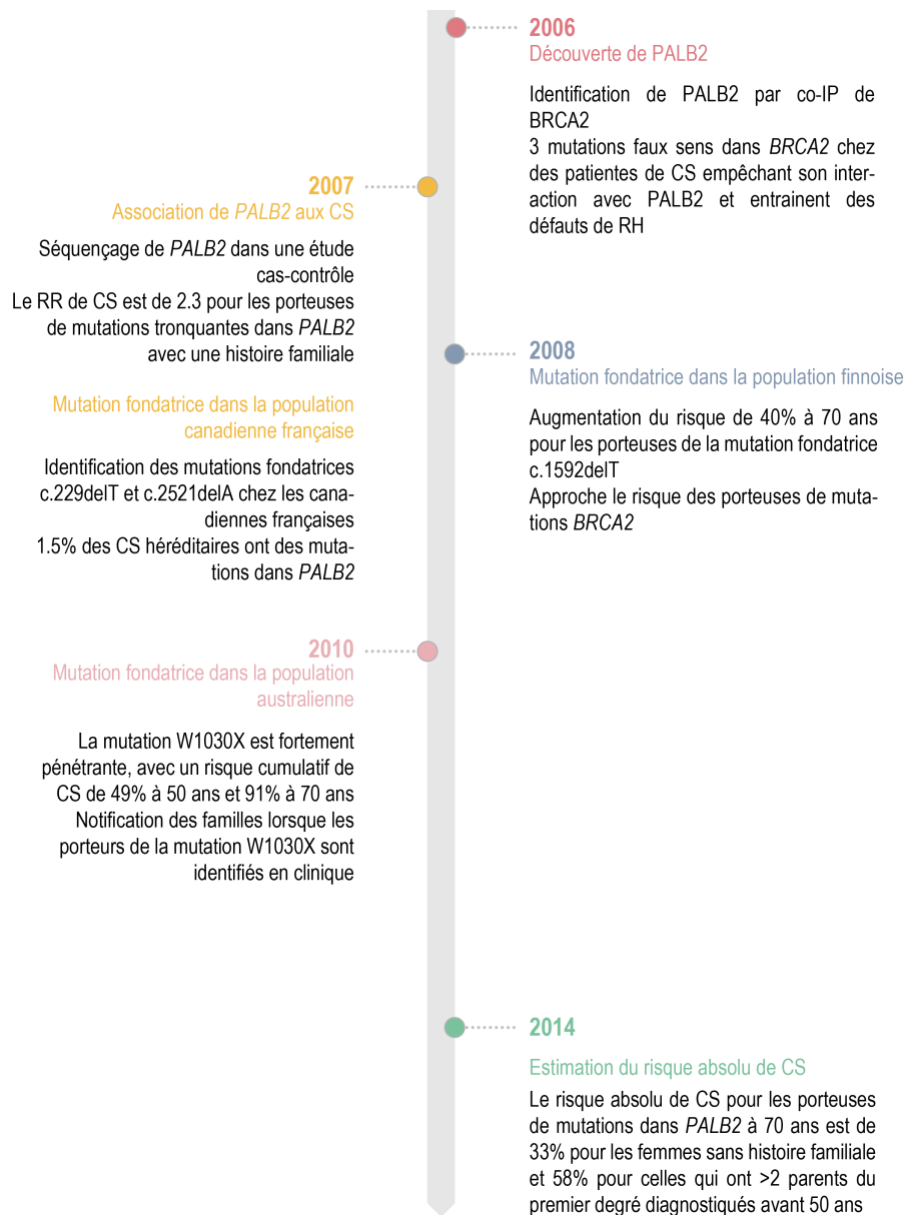 2006
Découverte de PALB2
Identification de PALB2 par co-IP de
BRCA2
3 mutations faux sens dans BRCA2 chez
des patientes de CS empêchant son inter-
action avec PALB2 et entrainent des
défauts de RH
2007
Association de PALB2 aux CS
Séquençage de PALB2 dans une étude
cas-contrôle
Le RR de CS est de 2.3 pour les porteuses
de mutations tronquantes dans PALB2
avec une histoire familiale
Mutation fondatrice dans la population
canadienne française
Identification des mutations fondatrices
c.229delT et c.2521delA chez les cana-
diennes françaises
1.5% des CS héréditaires ont des muta-
tions dans PALB2
2008
Mutation fondatrice dans la population finnoise
Augmentation du risque de 40% à 70 ans
pour les porteuses de la mutation fondatrice
c.1592delT
Approche le risque des porteuses de muta-
tions BRCA2
2010
Mutation fondatrice dans la population
australienne
La mutation W1030X est fortement
pénétrante, avec un risque cumulatif de
CS de 49% à 50 ans et 91% à 70 ans
Notification des familles lorsque les
porteurs de la mutation W1030X sont
identifiés en clinique
2014
Estimation du risque absolu de CS
Le risque absolu de CS pour les porteuses
de mutations dans PALB2 à 70 ans est de
33% pour les femmes sans histoire familiale
et 58% pour celles qui ont >2 parents du
premier degré diagnostiqués avant 50 ans